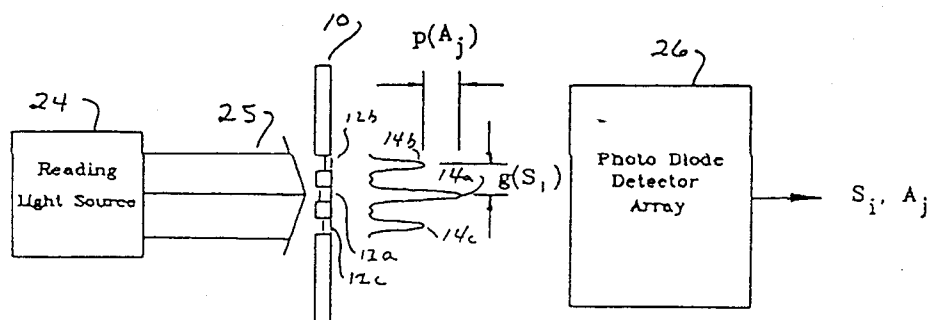 10
p(A_j)
26
24
25
12b
14b
Reading
Light Source
14a
g(S_i)
Photo Diode
Detector
Array
S_i, A_j
12a
12c
14c